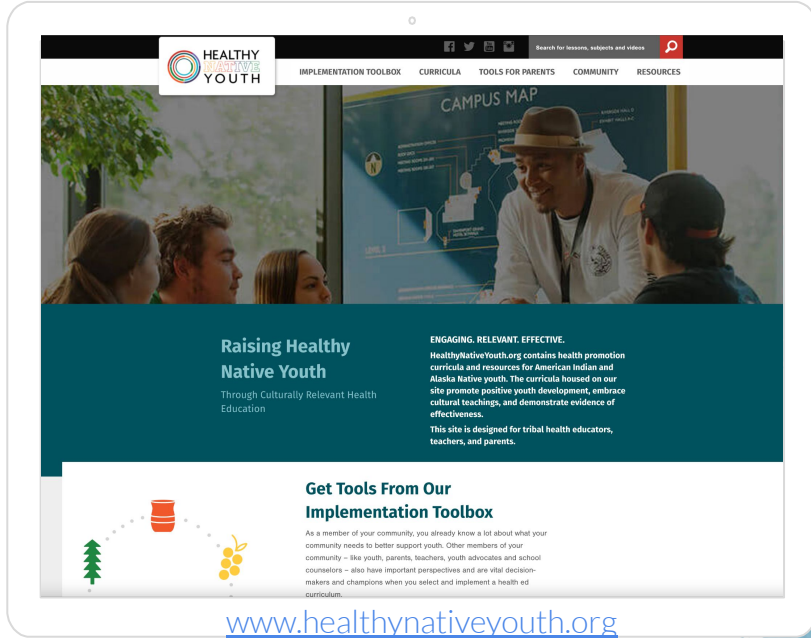 HEALTHY
NATIVE
YOUTH
Search for lessons, subjects and videos
IMPLEMENTATION TOOLBOX CURRICULA TOOLS FOR PARENTS COMMUNITY RESOURCES
CAMPUS MAP
Raising Healthy
Native Youth
Through Culturally Relevant Health
Education
ENGAGING. RELEVANT. EFFECTIVE.
HealthyNativeYouth.org contains health promotion
curricula and resources for American Indian and
Alaska Native youth. The curricula housed on our
site promote positive youth development, embrace
cultural teachings, and demonstrate evidence of
effectiveness.
This site is designed for tribal health educators,
teachers, and parents.
Get Tools From Our
Implementation Toolbox
As a member of your community, you already know a lot about what your
community needs to better support youth. Other members of your
community – like youth, parents, teachers, youth advocates and school
counselors – also have important perspectives and are vital decision-
makers and champions when you select and implement a health ed
curriculum.
www.healthynativeyouth.org